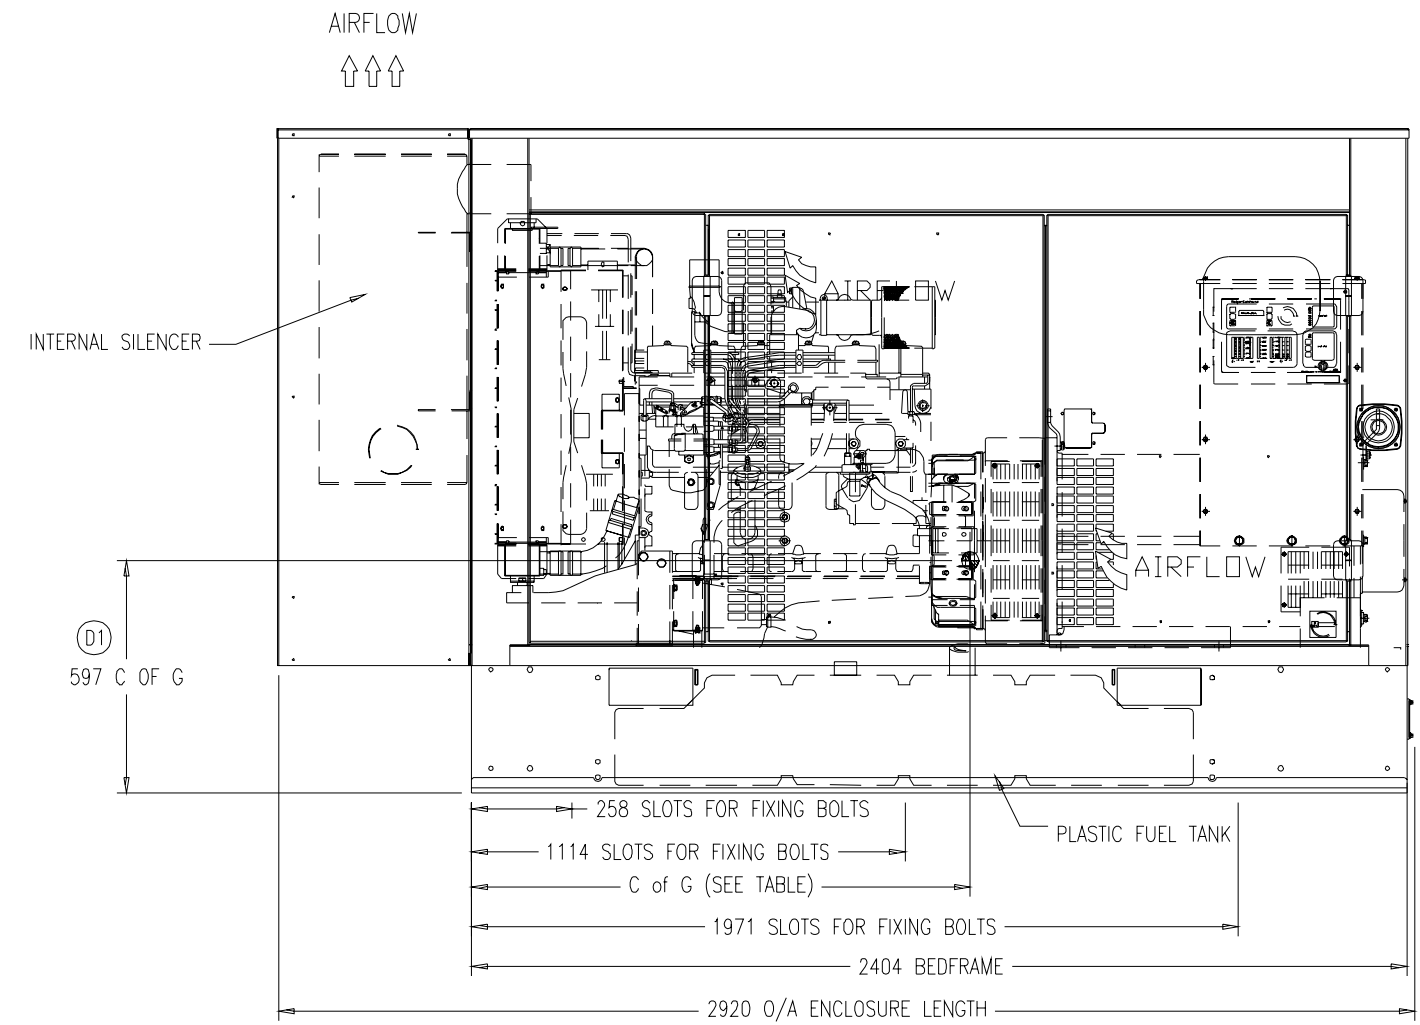 AIRFLOW
AIRFLOW
INTERNAL SILENCER
AIRFLOW
D1
597 C OF G
258 SLOTS FOR FIXING BOLTS
PLASTIC FUEL TANK
1114 SLOTS FOR FIXING BOLTS
C of G (SEE TABLE)
1971 SLOTS FOR FIXING BOLTS
2404 BEDFRAME
2920 O/A ENCLOSURE LENGTH